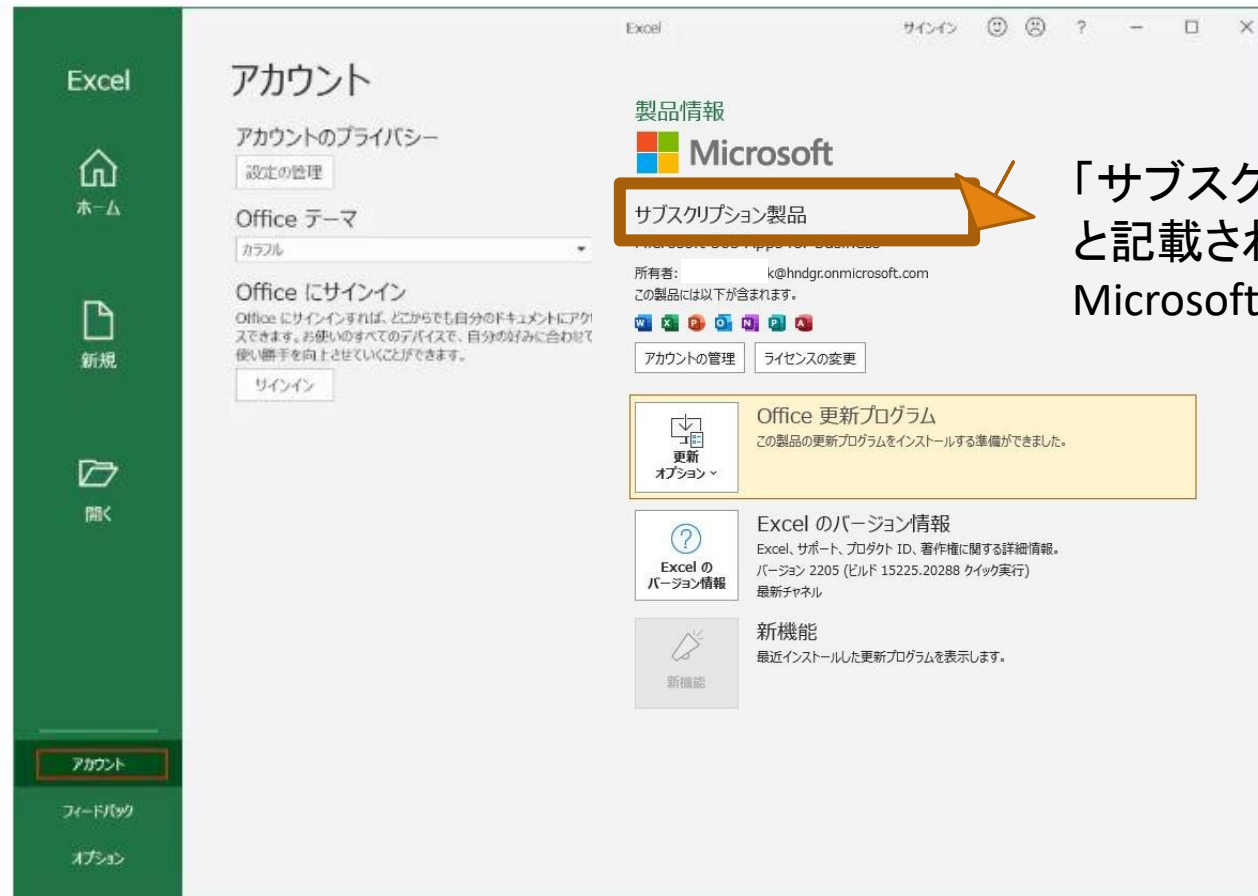 Excel
サインイン
?
Excel
ホーム
新規
開く
アカウント
フィードバック
オプション
アカウント
アカウントのプライバシー
設定の管理
Office テーマ
カラフル
Office にサインイン
Office にサインインすれば、どこからでも自分のドキュメントにアク
スできます。お使いのすべてのデバイスで、自分の好みに合わせて
使い勝手を向上させていくことができます。
サインイン
製品情報
Microsoft
サブスクリプション製品
Microsoft 365 Apps for business
所有者: k@hndgr.onmicrosoft.com
この製品には以下が含まれます。
アカウントの管理 ライセンスの変更
更新
オプション
Office 更新プログラム
この製品の更新プログラムをインストールする準備ができました。
Excel の
バージョン情報
Excel のバージョン情報
Excel、サポート、プロダクト ID、著作権に関する詳細情報。
バージョン 2205 (ビルド 15225.20288 クイック実行)
最新チャネル
新機能
新機能
最近インストールした更新プログラムを表示します。
「サブスク
と記載さ
Microsoft